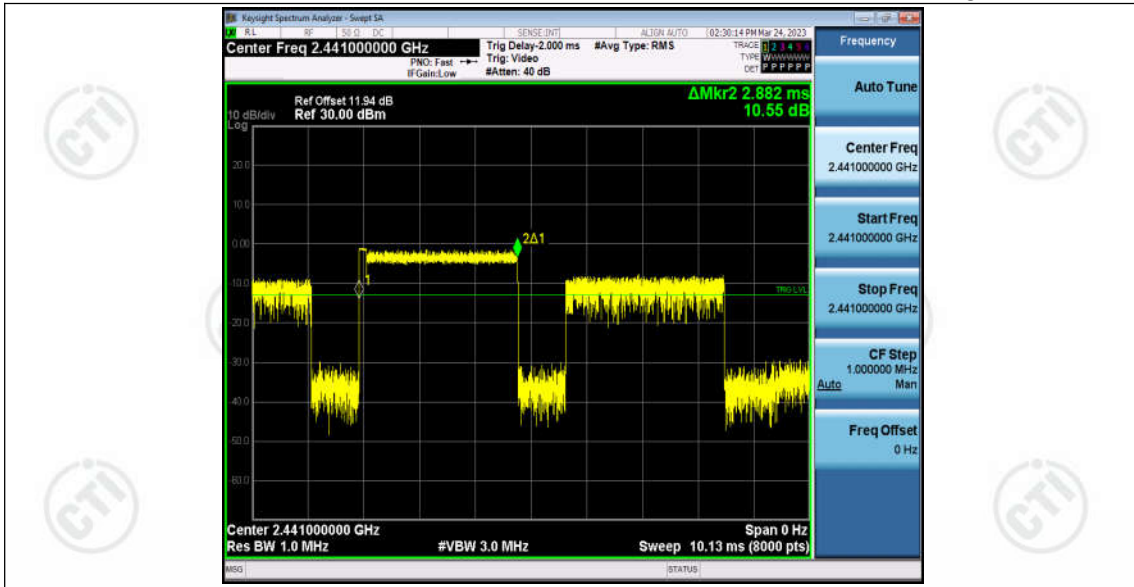 Keysight Spectrum Analyzer - Swept SA
RL RF 50 Ω DC SENSE:INT ALIGN AUTO 02:30:14 PM Mar 24, 2023
Center Freq 2.441000000 GHz
PNO: Fast
IFGain:Low
Trig Delay-2.000 ms
Trig: Video
#Atten: 40 dB
#Avg Type: RMS
TRACE 1 2 3 4 5 6
TYPE WWWWWW
DET P P P P P P
Ref Offset 11.94 dB
10 dB/div Ref 30.00 dBm
Log
ΔMkr2 2.882 ms
10.55 dB
20.0
10.0
0.00
-10.0
-20.0
-30.0
-40.0
-50.0
-60.0
2Δ1
1
TRIG LVL
Center 2.441000000 GHz Span 0 Hz
Res BW 1.0 MHz #VBW 3.0 MHz Sweep 10.13 ms (8000 pts)
MSG STATUS
Frequency
Auto Tune
Center Freq
2.441000000 GHz
Start Freq
2.441000000 GHz
Stop Freq
2.441000000 GHz
CF Step
1.000000 MHz
Auto Man
Freq Offset
0 Hz
CTI
CTI
CTI
CTI